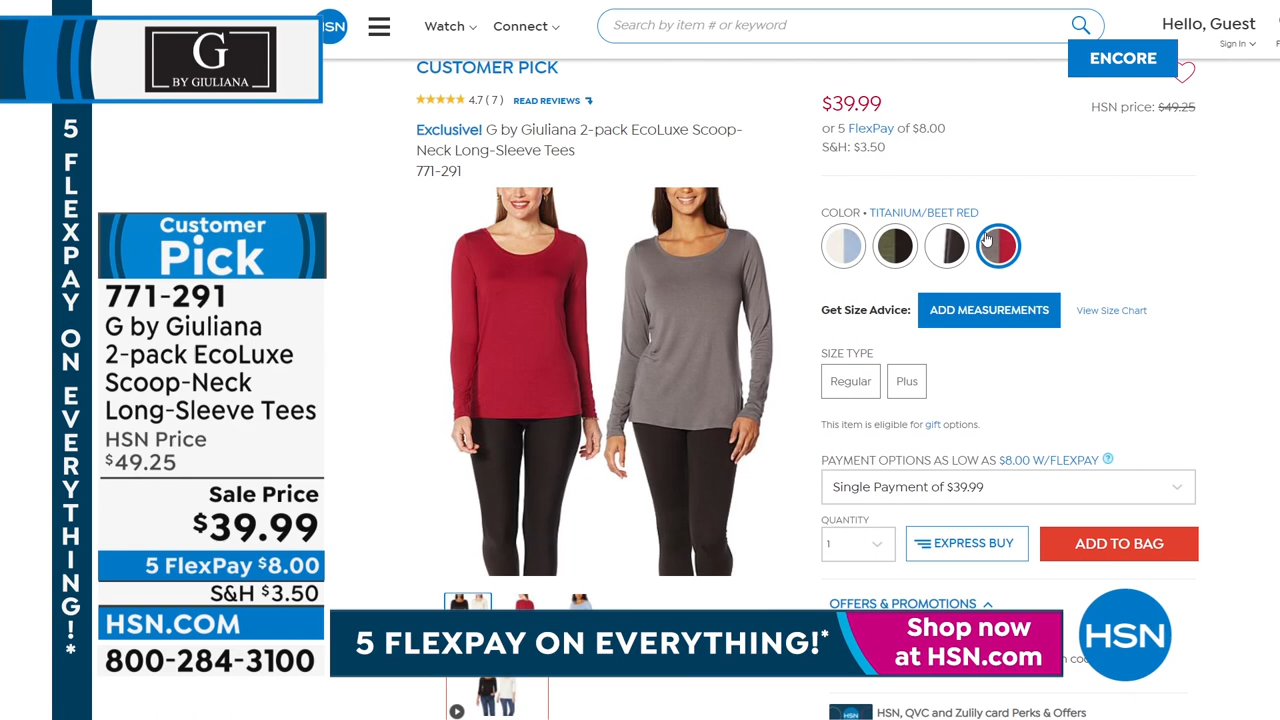 G
BY GIULIANA
5 FLEXPAY ON EVERYTHING!*
Customer
Pick
771-291
G by Giuliana
2-pack EcoLuxe
Scoop-Neck
Long-Sleeve Tees
HSN Price
$49.25
Sale Price
$39.99
5 FlexPay $8.00
S&H $3.50
HSN.COM
800-284-3100
HSN
Watch
Connect
Search by item # or keyword
Hello, Guest
Sign In
ENCORE
CUSTOMER PICK
4.7 ( 7 ) READ REVIEWS
Exclusive! G by Giuliana 2-pack EcoLuxe Scoop-
Neck Long-Sleeve Tees
771-291
$39.99
HSN price: $49.25
or 5 FlexPay of $8.00
S&H: $3.50
COLOR • TITANIUM/BEET RED
Get Size Advice: ADD MEASUREMENTS View Size Chart
SIZE TYPE
Regular Plus
This item is eligible for gift options.
PAYMENT OPTIONS AS LOW AS $8.00 W/FLEXPAY ?
Single Payment of $39.99
QUANTITY
1
EXPRESS BUY
ADD TO BAG
OFFERS & PROMOTIONS
5 FLEXPAY ON EVERYTHING!*
Shop now
at HSN.com
HSN
HSN
HSN, QVC and Zulily card Perks & Offers